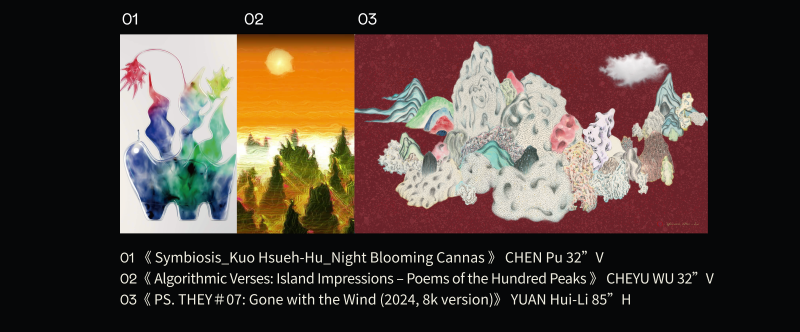 01 02 03
01 《 Symbiosis_Kuo Hsueh-Hu_Night Blooming Cannas 》 CHEN Pu 32” V
02《 Algorithmic Verses: Island Impressions – Poems of the Hundred Peaks 》 CHEYU WU 32” V
03《 PS. THEY＃07: Gone with the Wind (2024, 8k version)》 YUAN Hui-Li 85” H